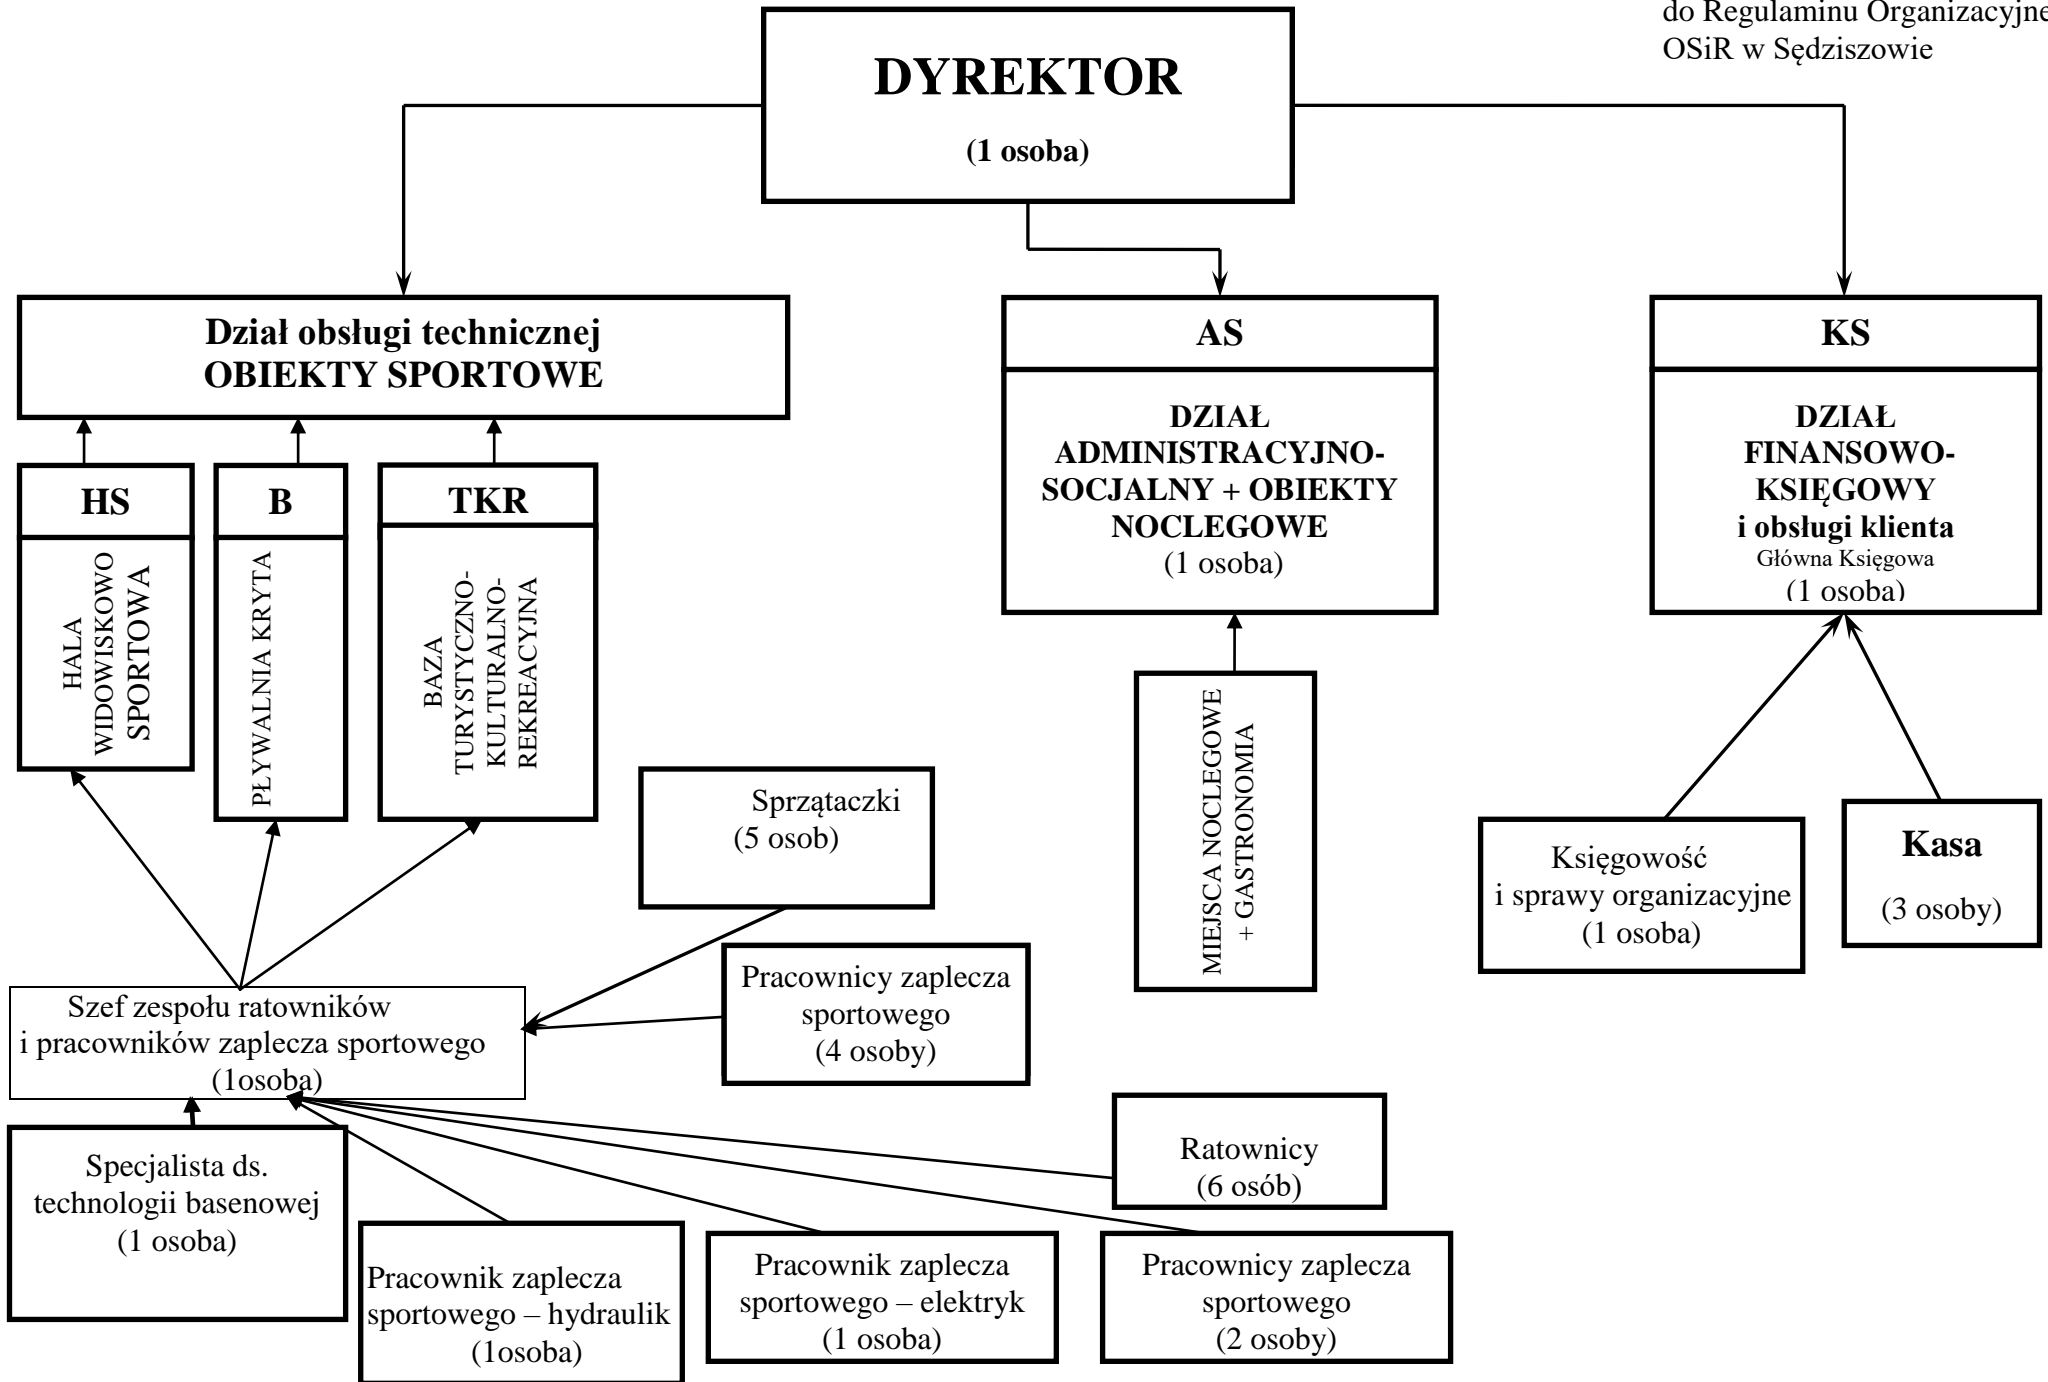 do Regulaminu Organizacyjne
OSiR w Sędziszowie
DYREKTOR
(1 osoba)
Dział obsługi technicznej
OBIEKTY SPORTOWE
AS
DZIAŁ
ADMINISTRACYJNO-
SOCJALNY + OBIEKTY
NOCLEGOWE
(1 osoba)
KS
DZIAŁ
FINANSOWO-
KSIĘGOWY
i obsługi klienta
Główna Księgowa
(1 osoba)
HS
HALA
WIDOWISKOWO
SPORTOWA
B
PŁYWALNIA KRYTA
TKR
BAZA
TURYSTYCZNO-
KULTURALNO-
REKREACYJNA
MIEJSCA NOCLEGOWE
+ GASTRONOMIA
Sprzątaczki
(5 osob)
Księgowość
i sprawy organizacyjne
(1 osoba)
Kasa
(3 osoby)
Pracownicy zaplecza
sportowego
(4 osoby)
Szef zespołu ratowników
i pracowników zaplecza sportowego
(1osoba)
Specjalista ds.
technologii basenowej
(1 osoba)
Ratownicy
(6 osób)
Pracownik zaplecza
sportowego – hydraulik
(1osoba)
Pracownik zaplecza
sportowego – elektryk
(1 osoba)
Pracownicy zaplecza
sportowego
(2 osoby)